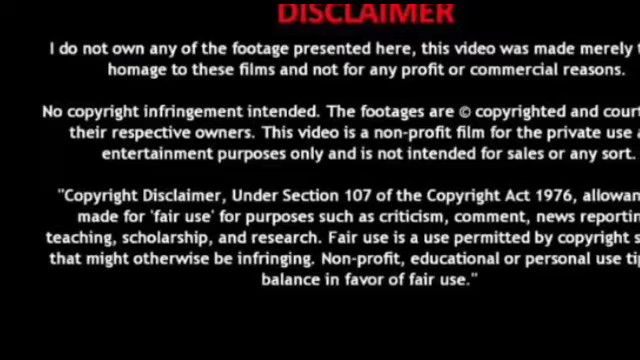 DISCLAIMER
I do not own any of the footage presented here, this video was made merely
homage to these films and not for any profit or commercial reasons.
No copyright infringement intended. The footages are © copyrighted and
their respective owners. This video is a non-profit film for the private use
entertainment purposes only and is not intended for sales or any sort.
"Copyright Disclaimer, Under Section 107 of the Copyright Act 1976,
made for 'fair use' for purposes such as criticism, comment, news
teaching, scholarship, and research. Fair use is a use permitted by copyright
that might otherwise be infringing. Non-profit, educational or personal use
balance in favor of fair use."